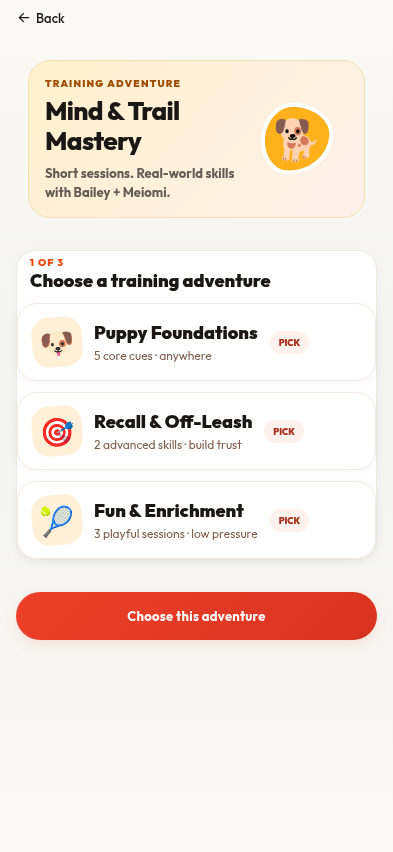 ← Back
TRAINING ADVENTURE
Mind & Trail
Mastery
Short sessions. Real-world skills
with Bailey + Meiomi.
1 OF 3
Choose a training adventure
Puppy Foundations
5 core cues · anywhere
PICK
Recall & Off-Leash
2 advanced skills · build trust
PICK
Fun & Enrichment
3 playful sessions · low pressure
PICK
Choose this adventure